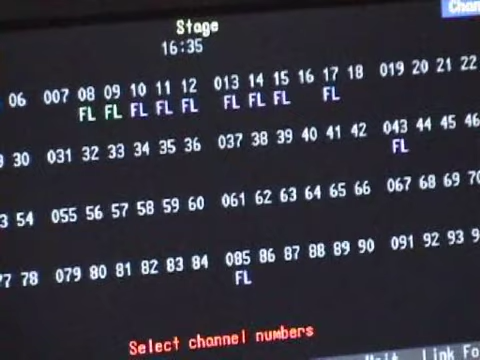 Stage
16:35
06 007 08 09 10 11 12 013 14 15 16 17 18 019 20 21 22
FL FL FL FL FL FL FL FL FL
30 031 32 33 34 35 36 037 38 39 40 41 42 043 44 45 46
FL
3 54 055 56 57 58 59 60 061 62 63 64 65 66 067 68 69 70
77 78 079 80 81 82 83 84 085 86 87 88 89 90 091 92 93 9
FL
Select channel numbers
Link Fo